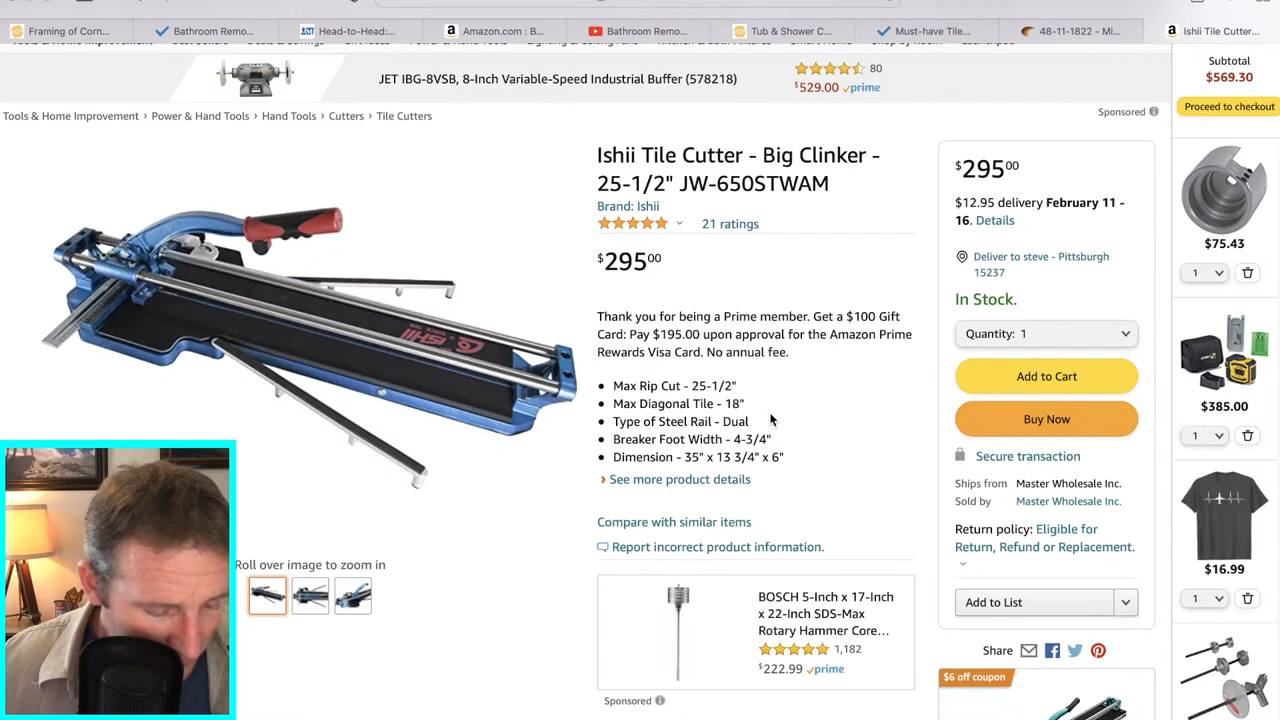 Framing of Corn...
Bathroom Remo...
Head-to-Head:...
Amazon.com : B...
Bathroom Remo...
Tub & Shower C...
Must-have Tile...
48-11-1822 - Mi...
Ishii Tile Cutter...
JET IBG-8VSB, 8-Inch Variable-Speed Industrial Buffer (578218)
80
$529.00 prime
Sponsored
Tools & Home Improvement › Power & Hand Tools › Hand Tools › Cutters › Tile Cutters
Ishii Tile Cutter - Big Clinker -
25-1/2" JW-650STWAM
Brand: Ishii
21 ratings
$29500
Thank you for being a Prime member. Get a $100 Gift
Card: Pay $195.00 upon approval for the Amazon Prime
Rewards Visa Card. No annual fee.
Max Rip Cut - 25-1/2"
Max Diagonal Tile - 18"
Type of Steel Rail - Dual
Breaker Foot Width - 4-3/4"
Dimension - 35" x 13 3/4" x 6"
› See more product details
Compare with similar items
Report incorrect product information.
BOSCH 5-Inch x 17-Inch
x 22-Inch SDS-Max
Rotary Hammer Core...
1,182
$222.99 prime
Sponsored
ISHII
Roll over image to zoom in
$29500
$12.95 delivery February 11 -
16. Details
Deliver to steve - Pittsburgh
15237
In Stock.
Quantity: 1
Add to Cart
Buy Now
Secure transaction
Ships from Master Wholesale Inc.
Sold by Master Wholesale Inc.
Return policy: Eligible for
Return, Refund or Replacement.
Add to List
Share
$6 off coupon
Subtotal
$569.30
Proceed to checkout
$75.43
1
$385.00
1
$16.99
1